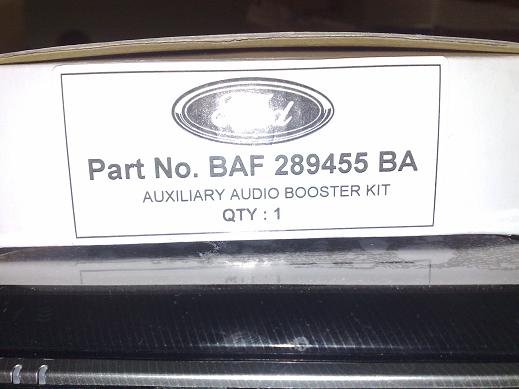 Ford
Part No. BAF 289455 BA
AUXILIARY AUDIO BOOSTER KIT
QTY : 1